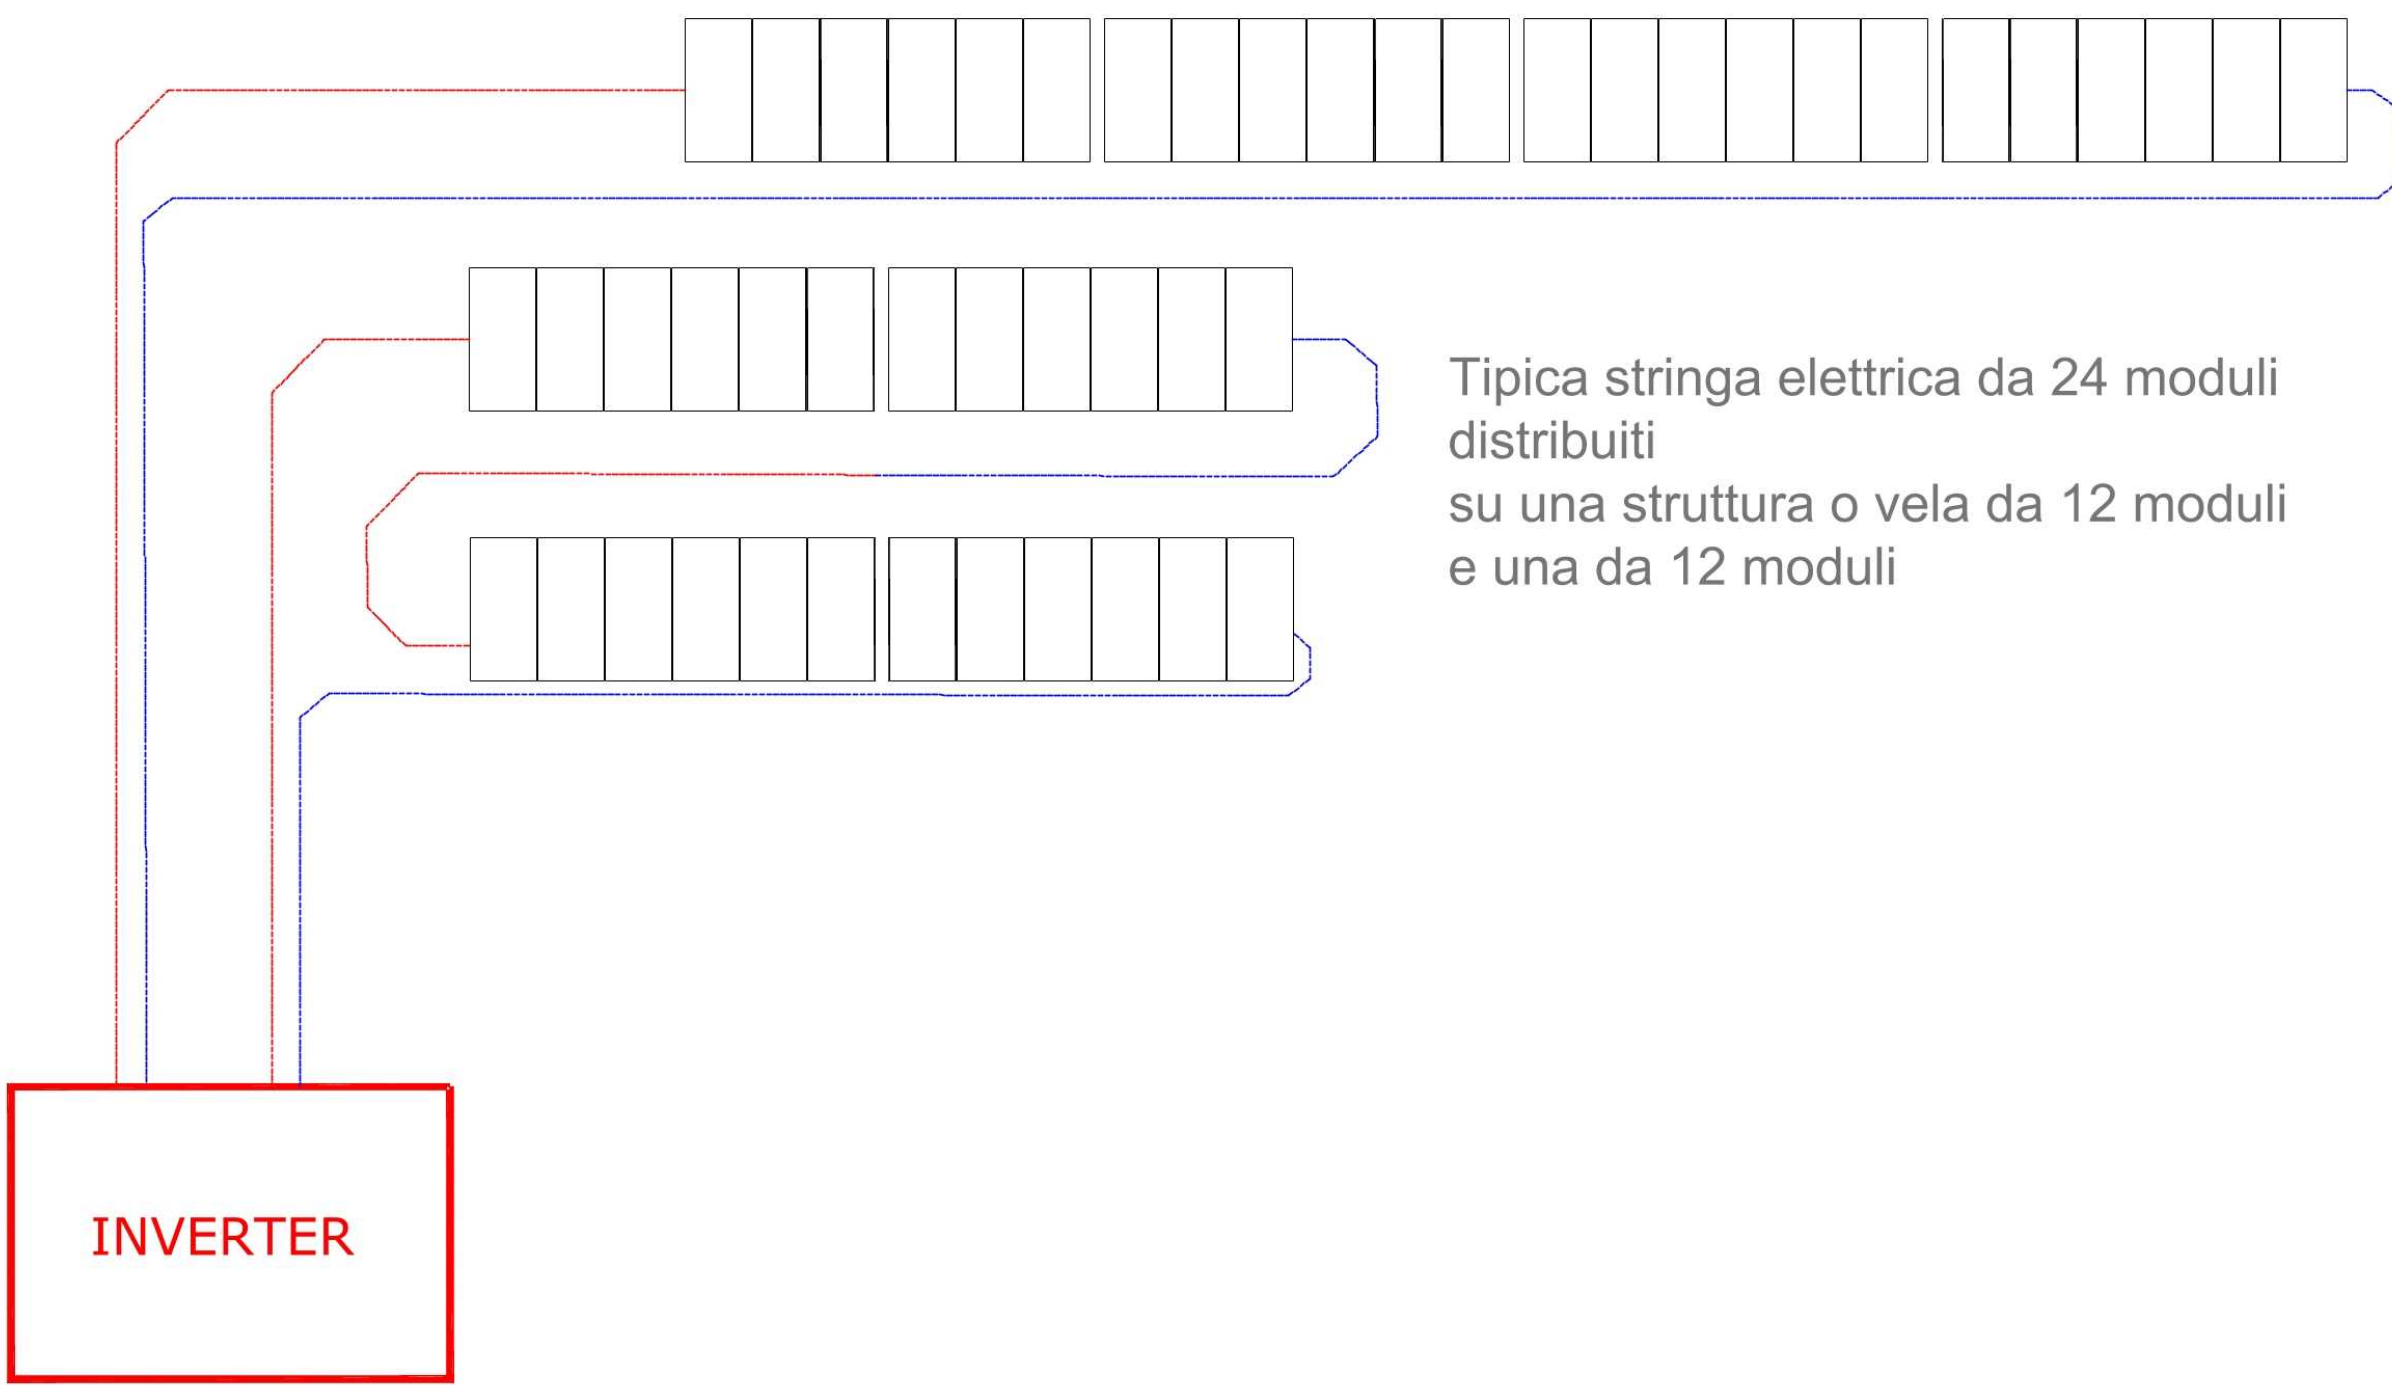 Tipica stringa elettrica da 24 moduli
distribuiti
su una struttura o vela da 12 moduli
e una da 12 moduli
INVERTER